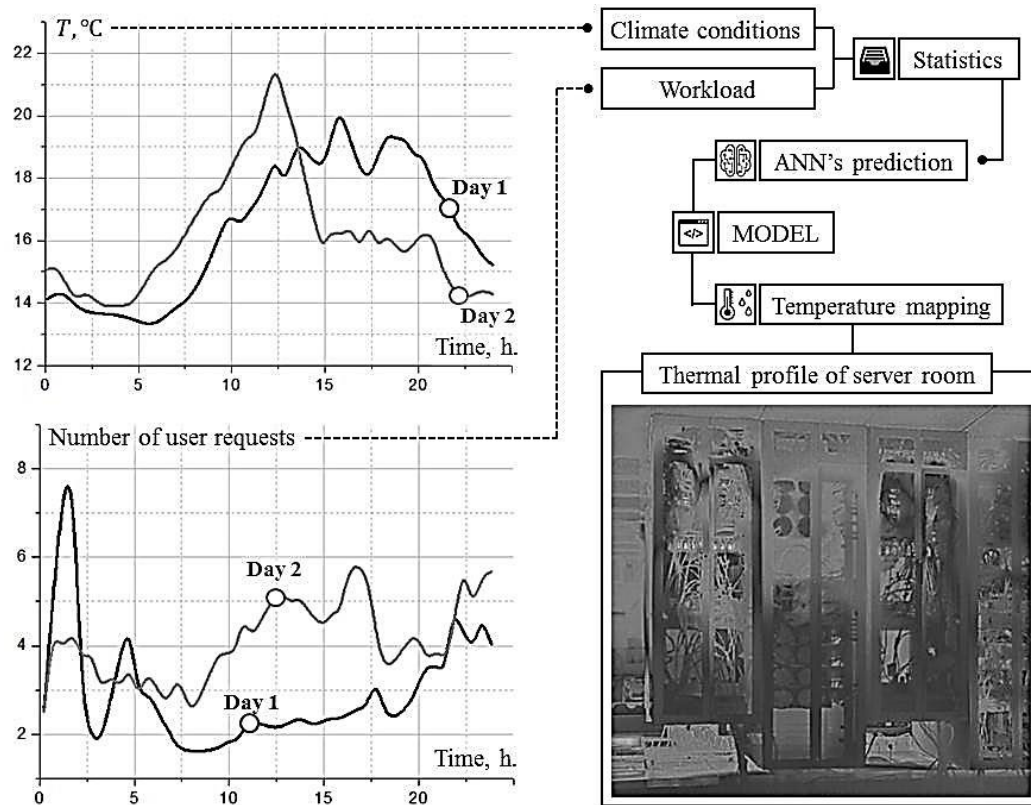 T, °C
22
20
18
16
14
12
Day 1
Day 2
Time, h.
0
5
10
15
20
Number of user requests
8
6
4
2
Day 2
Day 1
Time, h.
0
5
10
15
20
Climate conditions
Workload
Statistics
ANN's prediction
</>
MODEL
Temperature mapping
Thermal profile of server room